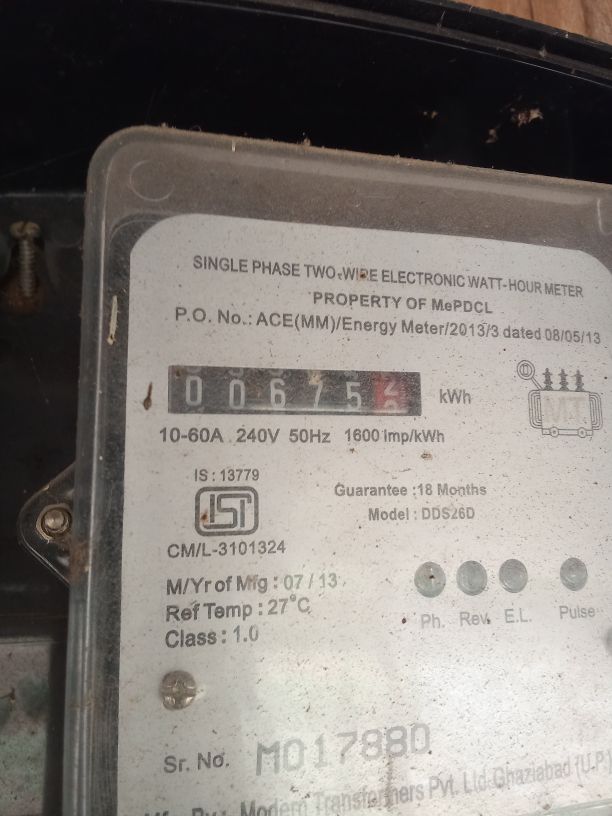 SINGLE PHASE TWO-WIRE ELECTRONIC WATT-HOUR METER
PROPERTY OF MePDCL
P.O. No.: ACE(MM)/Energy Meter/2013/3 dated 08/05/13
00675 kWh
M.T.
10-60A 240V 50Hz 1600 Imp/kWh
IS : 13779
ISI
CM/L-3101324
Guarantee :18 Months
Model : DDS26D
M/Yr of Mfg : 07 / 13
Ref Temp : 27°C
Class : 1.0
Ph. Rev. E.L. Pulse
Sr. No. M017880
By : Modern Transformers Pvt. Ltd. Ghaziabad (U.P.)